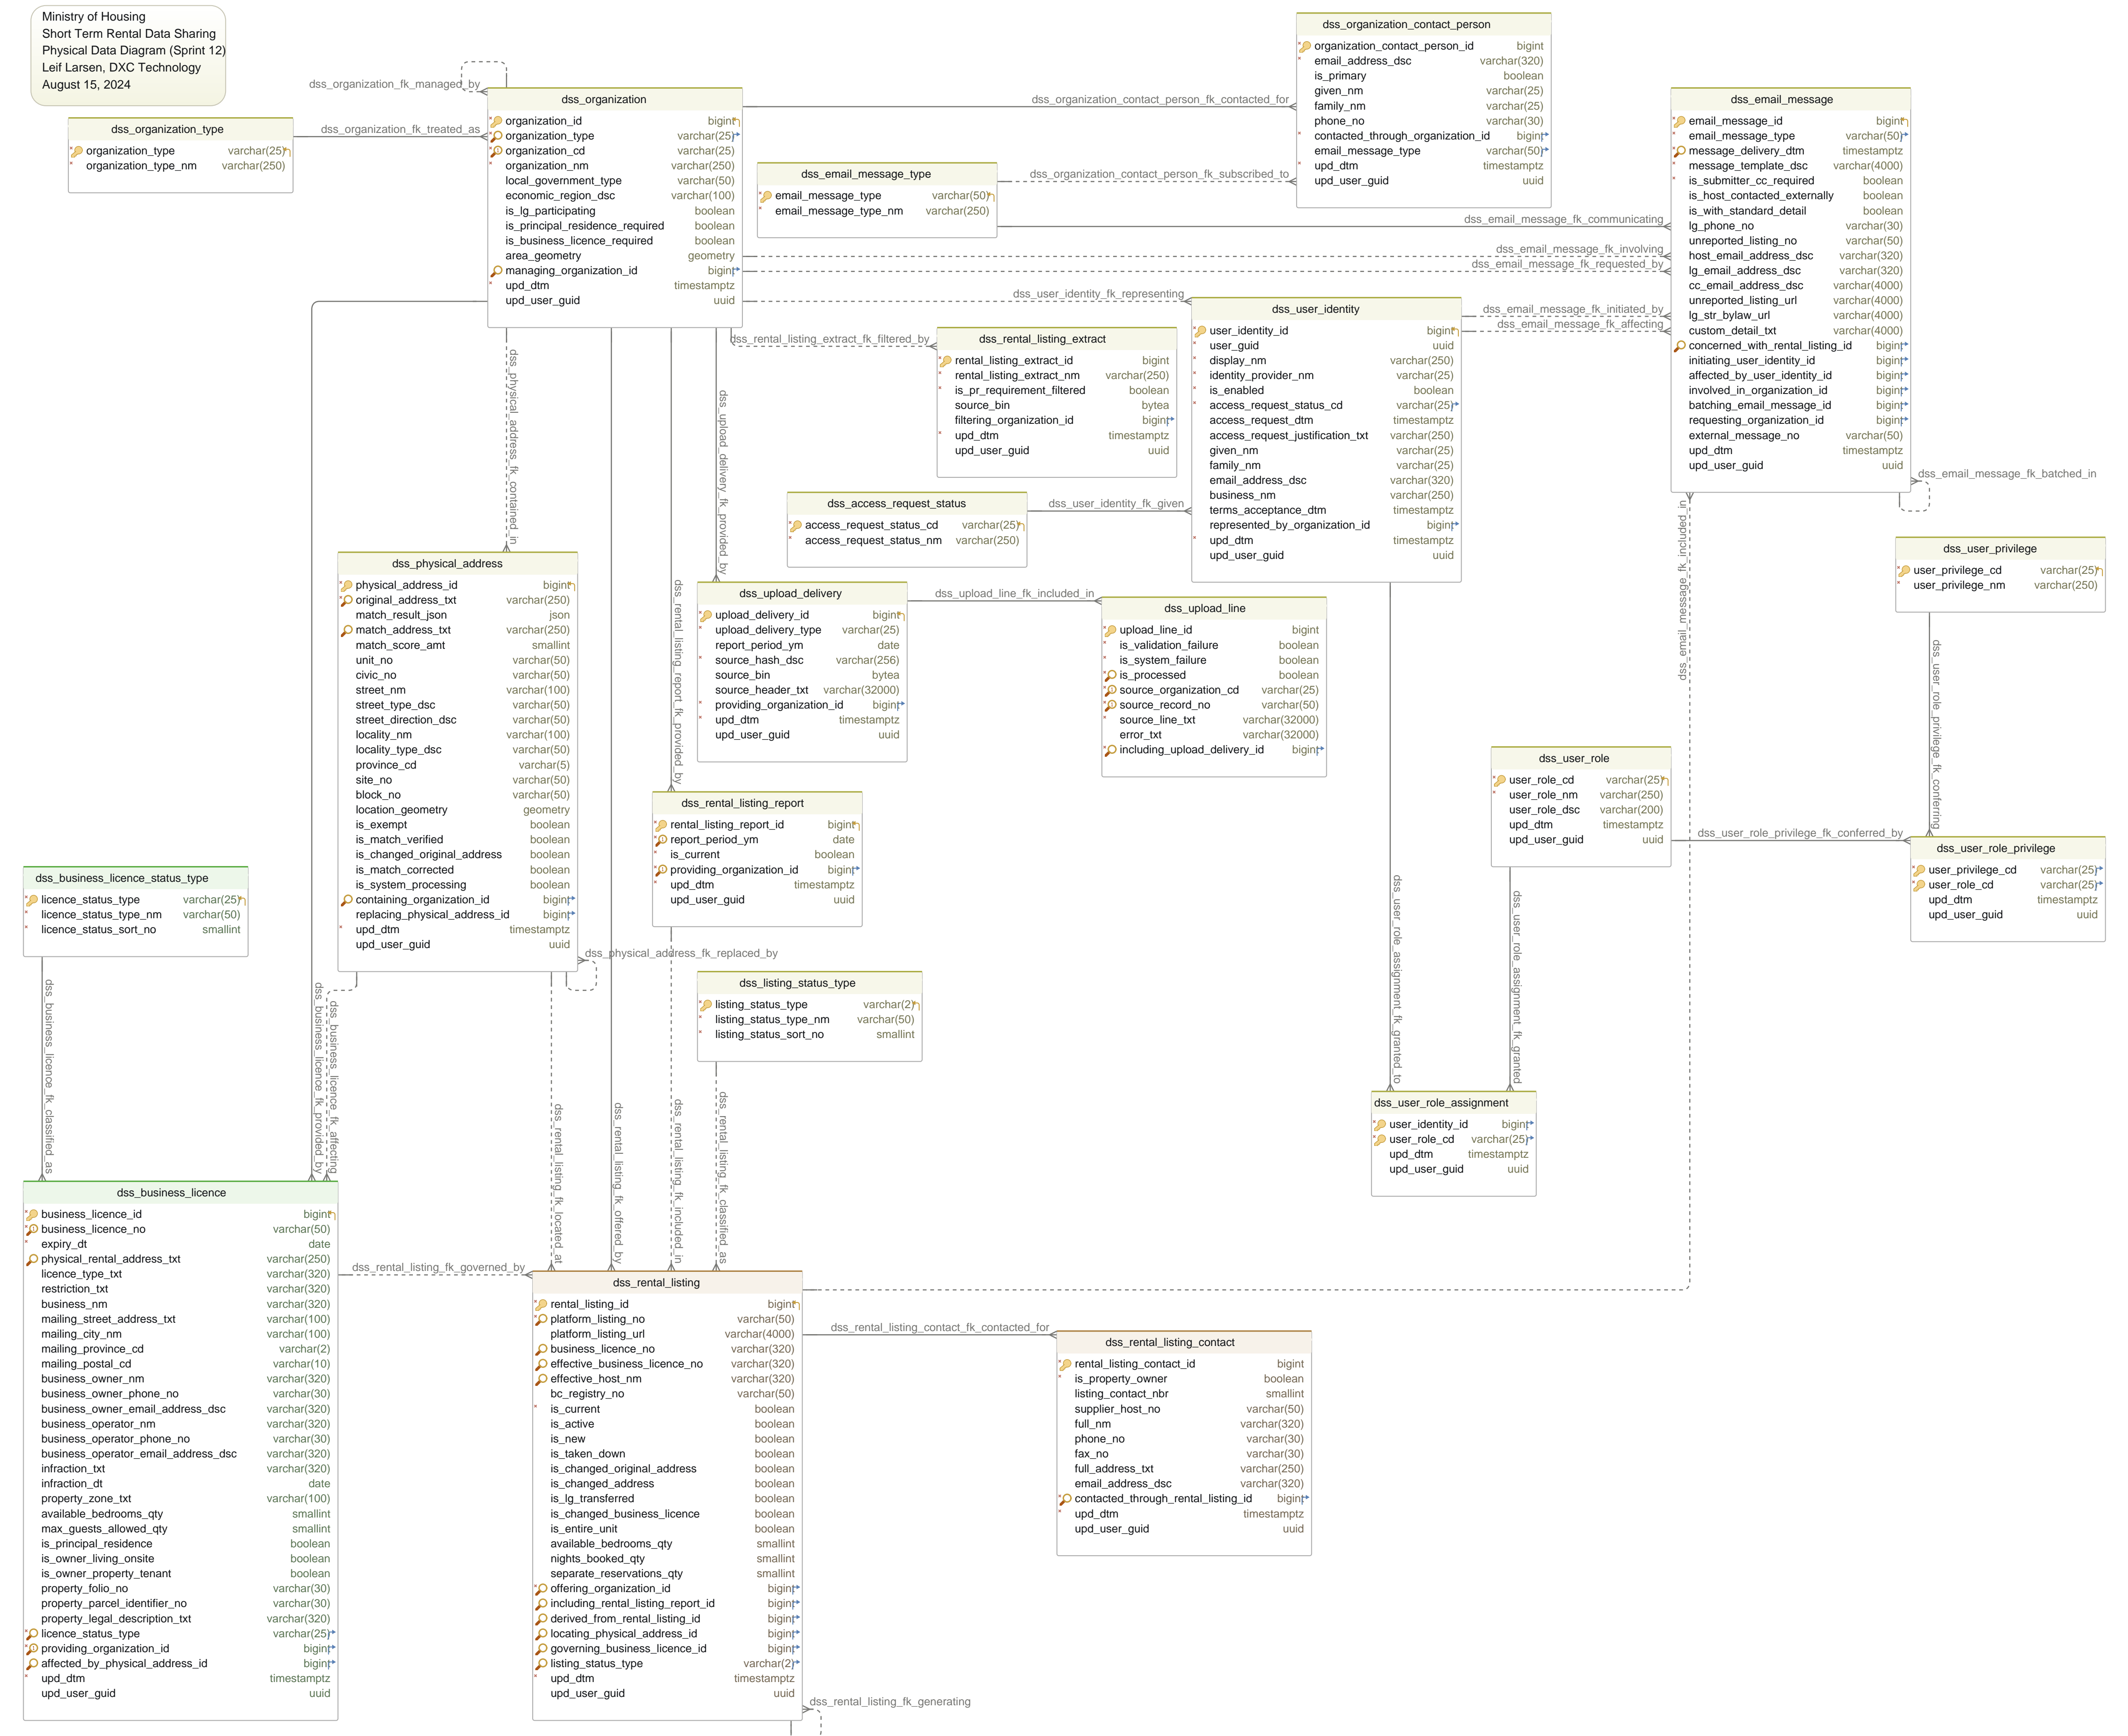 Ministry of Housing
Short Term Rental Data Sharing
Physical Data Diagram (Sprint 12)
Leif Larsen, DXC Technology
August 15, 2024
dss_organization_fk_managed_by
dss_organization_type
organization_type varchar(25)
organization_type_nm varchar(250)
dss_organization_fk_treated_as
dss_organization
organization_id bigint
organization_type varchar(25)
organization_cd varchar(25)
organization_nm varchar(250)
local_government_type varchar(50)
economic_region_dsc varchar(100)
is_lg_participating boolean
is_principal_residence_required boolean
is_business_licence_required boolean
area_geometry geometry
managing_organization_id bigint
upd_dtm timestamptz
upd_user_guid uuid
dss_organization_contact_person_fk_contacted_for
dss_organization_contact_person
organization_contact_person_id bigint
email_address_dsc varchar(320)
is_primary boolean
given_nm varchar(25)
family_nm varchar(25)
phone_no varchar(30)
contacted_through_organization_id bigint
email_message_type varchar(50)
upd_dtm timestamptz
upd_user_guid uuid
dss_email_message_type
email_message_type varchar(50)
email_message_type_nm varchar(250)
dss_organization_contact_person_fk_subscribed_to
dss_email_message_fk_communicating
dss_email_message_fk_involving
dss_email_message_fk_requested_by
dss_email_message
email_message_id bigint
email_message_type varchar(50)
message_delivery_dtm timestamptz
message_template_dsc varchar(4000)
is_submitter_cc_required boolean
is_host_contacted_externally boolean
is_with_standard_detail boolean
lg_phone_no varchar(30)
unreported_listing_no varchar(50)
host_email_address_dsc varchar(320)
lg_email_address_dsc varchar(320)
cc_email_address_dsc varchar(4000)
unreported_listing_url varchar(4000)
lg_str_bylaw_url varchar(4000)
custom_detail_txt varchar(4000)
concerned_with_rental_listing_id bigint
initiating_user_identity_id bigint
affected_by_user_identity_id bigint
involved_in_organization_id bigint
batching_email_message_id bigint
requesting_organization_id bigint
external_message_no varchar(50)
upd_dtm timestamptz
upd_user_guid uuid
dss_email_message_fk_batched_in
dss_user_identity_fk_representing
dss_user_identity
user_identity_id bigint
user_guid uuid
display_nm varchar(250)
identity_provider_nm varchar(25)
is_enabled boolean
access_request_status_cd varchar(25)
access_request_dtm timestamptz
access_request_justification_txt varchar(250)
given_nm varchar(25)
family_nm varchar(25)
email_address_dsc varchar(320)
business_nm varchar(250)
terms_acceptance_dtm timestamptz
represented_by_organization_id bigint
upd_dtm timestamptz
upd_user_guid uuid
dss_email_message_fk_initiated_by
dss_email_message_fk_affecting
dss_rental_listing_extract_fk_filtered_by
dss_rental_listing_extract
rental_listing_extract_id bigint
rental_listing_extract_nm varchar(250)
is_pr_requirement_filtered boolean
source_bin bytea
filtering_organization_id bigint
upd_dtm timestamptz
upd_user_guid uuid
dss_access_request_status
access_request_status_cd varchar(25)
access_request_status_nm varchar(250)
dss_user_identity_fk_given
dss_physical_address_fk_contained_in
dss_upload_delivery_fk_provided_by
dss_rental_listing_report_fk_provided_by
dss_email_message_fk_included_in
dss_user_privilege
user_privilege_cd varchar(25)
user_privilege_nm varchar(250)
dss_physical_address
physical_address_id bigint
original_address_txt varchar(250)
match_result_json json
match_address_txt varchar(250)
match_score_amt smallint
unit_no varchar(50)
civic_no varchar(50)
street_nm varchar(100)
street_type_dsc varchar(50)
street_direction_dsc varchar(50)
locality_nm varchar(100)
locality_type_dsc varchar(50)
province_cd varchar(5)
site_no varchar(50)
block_no varchar(50)
location_geometry geometry
is_exempt boolean
is_match_verified boolean
is_changed_original_address boolean
is_match_corrected boolean
is_system_processing boolean
containing_organization_id bigint
replacing_physical_address_id bigint
upd_dtm timestamptz
upd_user_guid uuid
dss_physical_address_fk_replaced_by
dss_upload_delivery
upload_delivery_id bigint
upload_delivery_type varchar(25)
report_period_ym date
source_hash_dsc varchar(256)
source_bin bytea
source_header_txt varchar(32000)
providing_organization_id bigint
upd_dtm timestamptz
upd_user_guid uuid
dss_upload_line_fk_included_in
dss_upload_line
upload_line_id bigint
is_validation_failure boolean
is_system_failure boolean
is_processed boolean
source_organization_cd varchar(25)
source_record_no varchar(50)
source_line_txt varchar(32000)
error_txt varchar(32000)
including_upload_delivery_id bigint
dss_user_role_privilege_fk_conferring
dss_user_role
user_role_cd varchar(25)
user_role_nm varchar(250)
user_role_dsc varchar(200)
upd_dtm timestamptz
upd_user_guid uuid
dss_user_role_privilege_fk_conferred_by
dss_user_role_privilege
user_privilege_cd varchar(25)
user_role_cd varchar(25)
upd_dtm timestamptz
upd_user_guid uuid
dss_rental_listing_report
rental_listing_report_id bigint
report_period_ym date
is_current boolean
providing_organization_id bigint
upd_dtm timestamptz
upd_user_guid uuid
dss_business_licence_status_type
licence_status_type varchar(25)
licence_status_type_nm varchar(50)
licence_status_sort_no smallint
dss_listing_status_type
listing_status_type varchar(2)
listing_status_type_nm varchar(50)
listing_status_sort_no smallint
dss_user_role_assignment_fk_granted_to
dss_user_role_assignment_fk_granted
dss_user_role_assignment
user_identity_id bigint
user_role_cd varchar(25)
upd_dtm timestamptz
upd_user_guid uuid
dss_business_licence_fk_classified_as
dss_business_licence_fk_provided_by
dss_business_licence_fk_affecting
dss_rental_listing_fk_located_at
dss_rental_listing_fk_offered_by
dss_rental_listing_fk_included_in
dss_rental_listing_fk_classified_as
dss_business_licence
business_licence_id bigint
business_licence_no varchar(50)
expiry_dt date
physical_rental_address_txt varchar(250)
licence_type_txt varchar(320)
restriction_txt varchar(320)
business_nm varchar(320)
mailing_street_address_txt varchar(100)
mailing_city_nm varchar(100)
mailing_province_cd varchar(2)
mailing_postal_cd varchar(10)
business_owner_nm varchar(320)
business_owner_phone_no varchar(30)
business_owner_email_address_dsc varchar(320)
business_operator_nm varchar(320)
business_operator_phone_no varchar(30)
business_operator_email_address_dsc varchar(320)
infraction_txt varchar(320)
infraction_dt date
property_zone_txt varchar(100)
available_bedrooms_qty smallint
max_guests_allowed_qty smallint
is_principal_residence boolean
is_owner_living_onsite boolean
is_owner_property_tenant boolean
property_folio_no varchar(30)
property_parcel_identifier_no varchar(30)
property_legal_description_txt varchar(320)
licence_status_type varchar(25)
providing_organization_id bigint
affected_by_physical_address_id bigint
upd_dtm timestamptz
upd_user_guid uuid
dss_rental_listing_fk_governed_by
dss_rental_listing
rental_listing_id bigint
platform_listing_no varchar(50)
platform_listing_url varchar(4000)
business_licence_no varchar(320)
effective_business_licence_no varchar(320)
effective_host_nm varchar(320)
bc_registry_no varchar(50)
is_current boolean
is_active boolean
is_new boolean
is_taken_down boolean
is_changed_original_address boolean
is_changed_address boolean
is_lg_transferred boolean
is_changed_business_licence boolean
is_entire_unit boolean
available_bedrooms_qty smallint
nights_booked_qty smallint
separate_reservations_qty smallint
offering_organization_id bigint
including_rental_listing_report_id bigint
derived_from_rental_listing_id bigint
locating_physical_address_id bigint
governing_business_licence_id bigint
listing_status_type varchar(2)
upd_dtm timestamptz
upd_user_guid uuid
dss_rental_listing_fk_generating
dss_rental_listing_contact_fk_contacted_for
dss_rental_listing_contact
rental_listing_contact_id bigint
is_property_owner boolean
listing_contact_nbr smallint
supplier_host_no varchar(50)
full_nm varchar(320)
phone_no varchar(30)
fax_no varchar(30)
full_address_txt varchar(250)
email_address_dsc varchar(320)
contacted_through_rental_listing_id bigint
upd_dtm timestamptz
upd_user_guid uuid